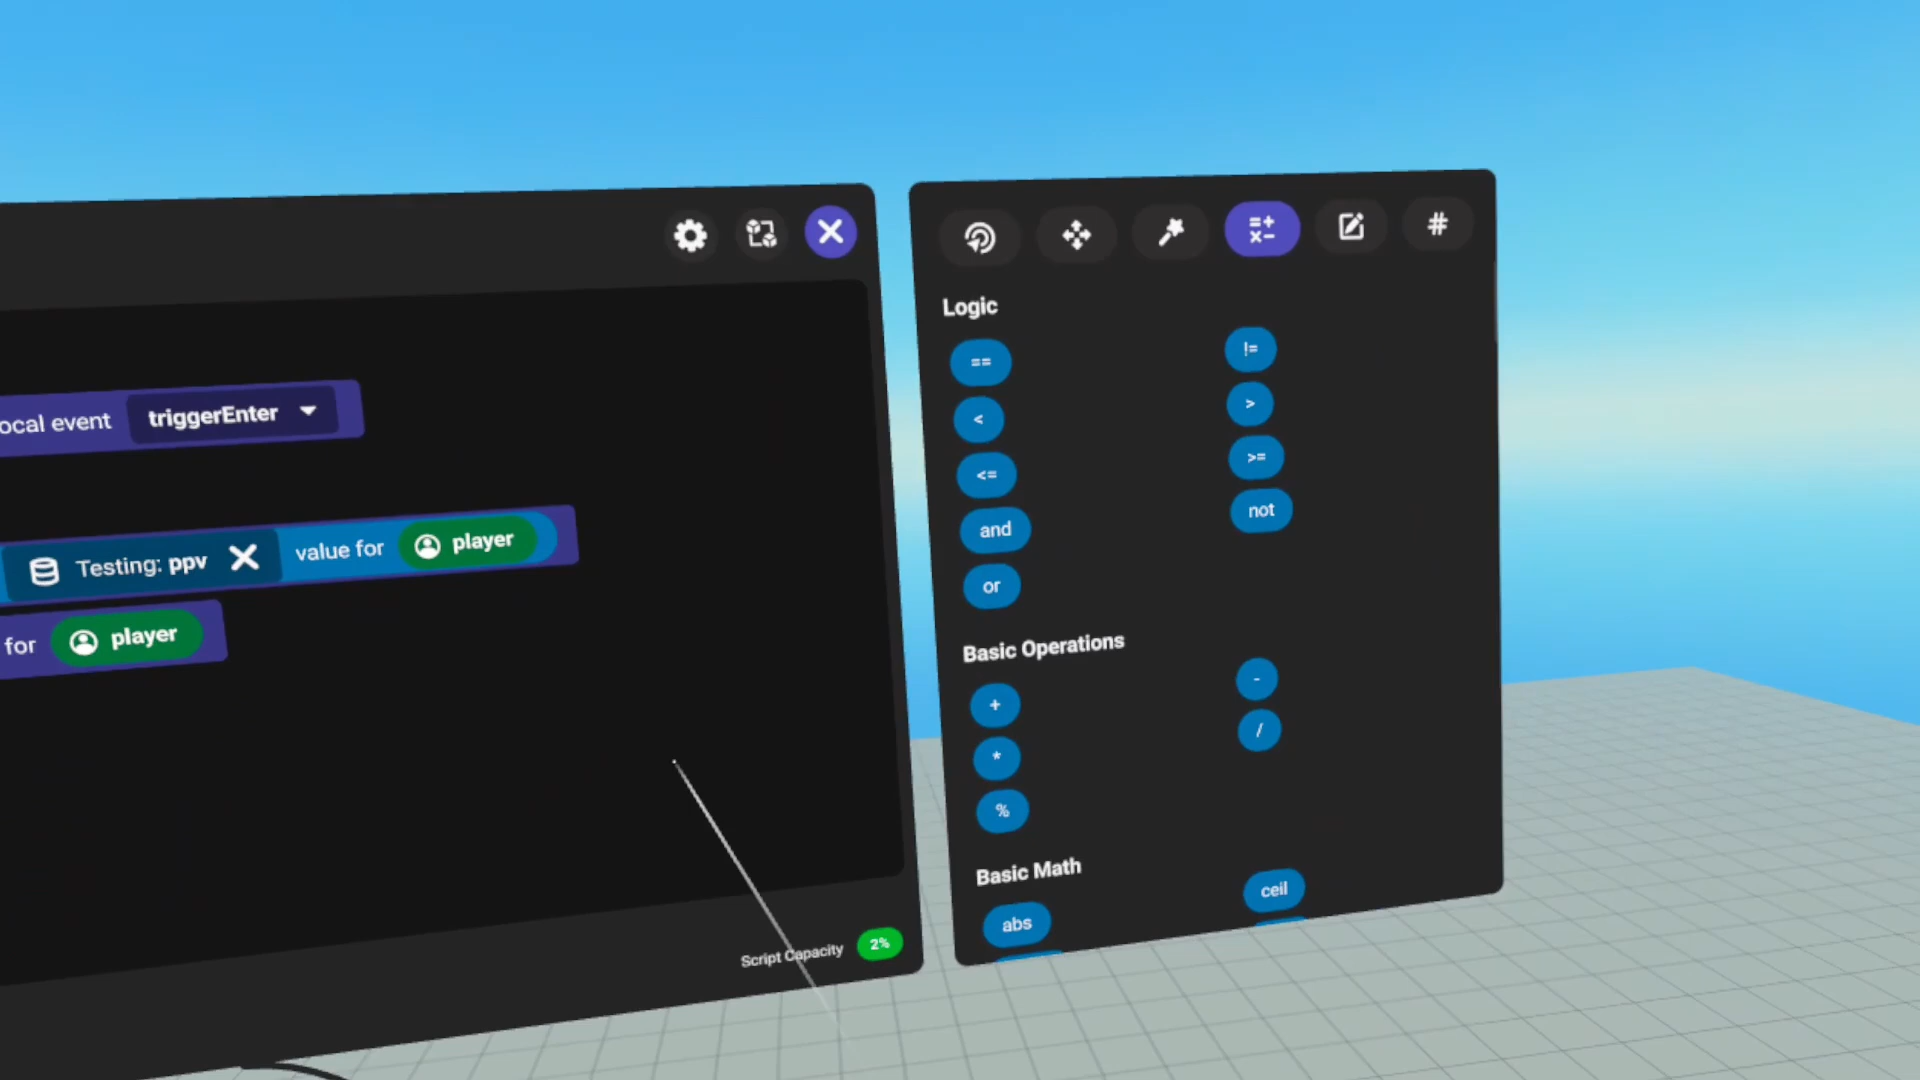 ocal event triggerEnter
Testing: ppv value for player
for player
Script Capacity 2%
#
Logic
== !=
< >
<= >=
and not
or
Basic Operations
+ -
* /
%
Basic Math
abs ceil